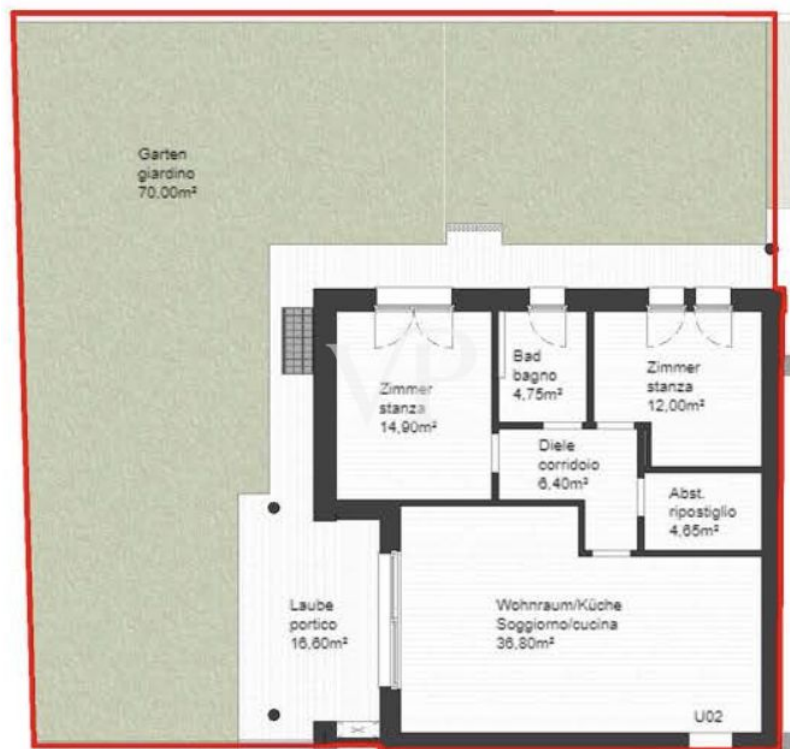 Garten
giardino
70,00m²
Bad
bagno
4,75m²
Zimmer
stanza
14,90m²
Zimmer
stanza
12,00m²
Diele
corridoio
6,40m²
Abst.
ripostiglio
4,65m²
Laube
portico
16,60m²
Wohnraum/Küche
Soggiorno/cucina
36,80m²
U02
VP